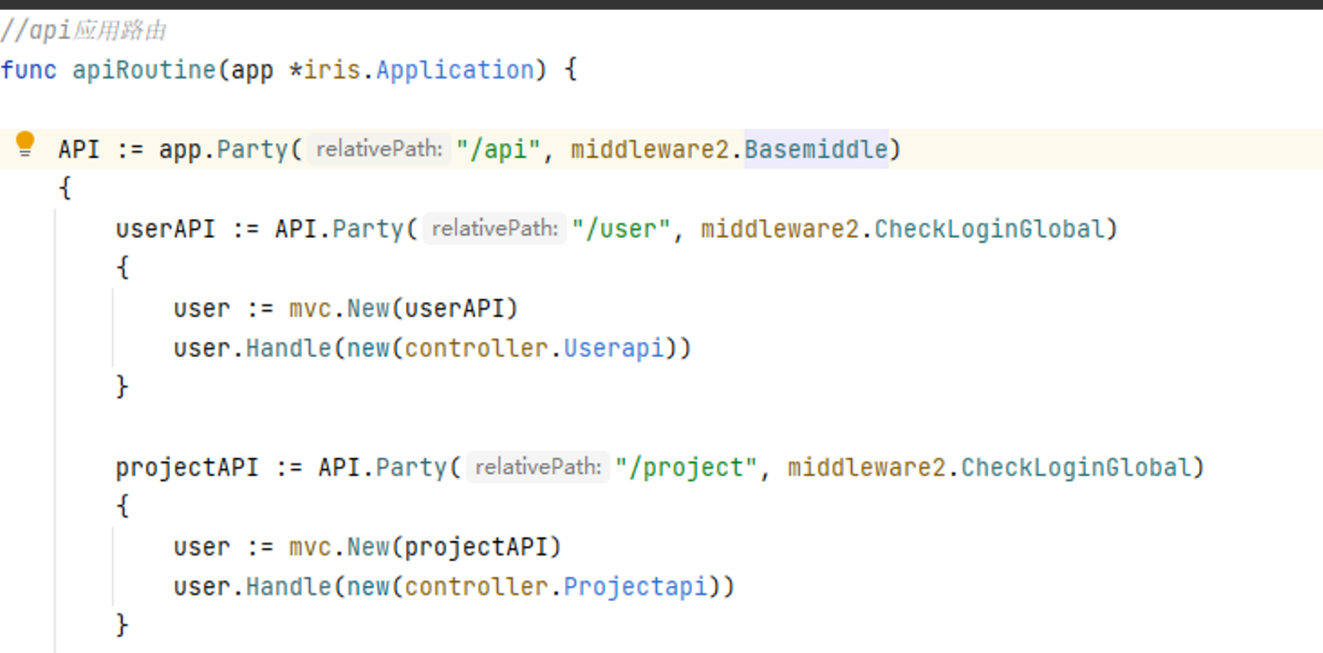 //api应用路由
func apiRoutine(app *iris.Application) {
API := app.Party( relativePath: "/api", middleware2.Basemiddle)
{
userAPI := API.Party( relativePath: "/user", middleware2.CheckLoginGlobal)
{
user := mvc.New(userAPI)
user.Handle(new(controller.Userapi))
}
projectAPI := API.Party( relativePath: "/project", middleware2.CheckLoginGlobal)
{
user := mvc.New(projectAPI)
user.Handle(new(controller.Projectapi))
}